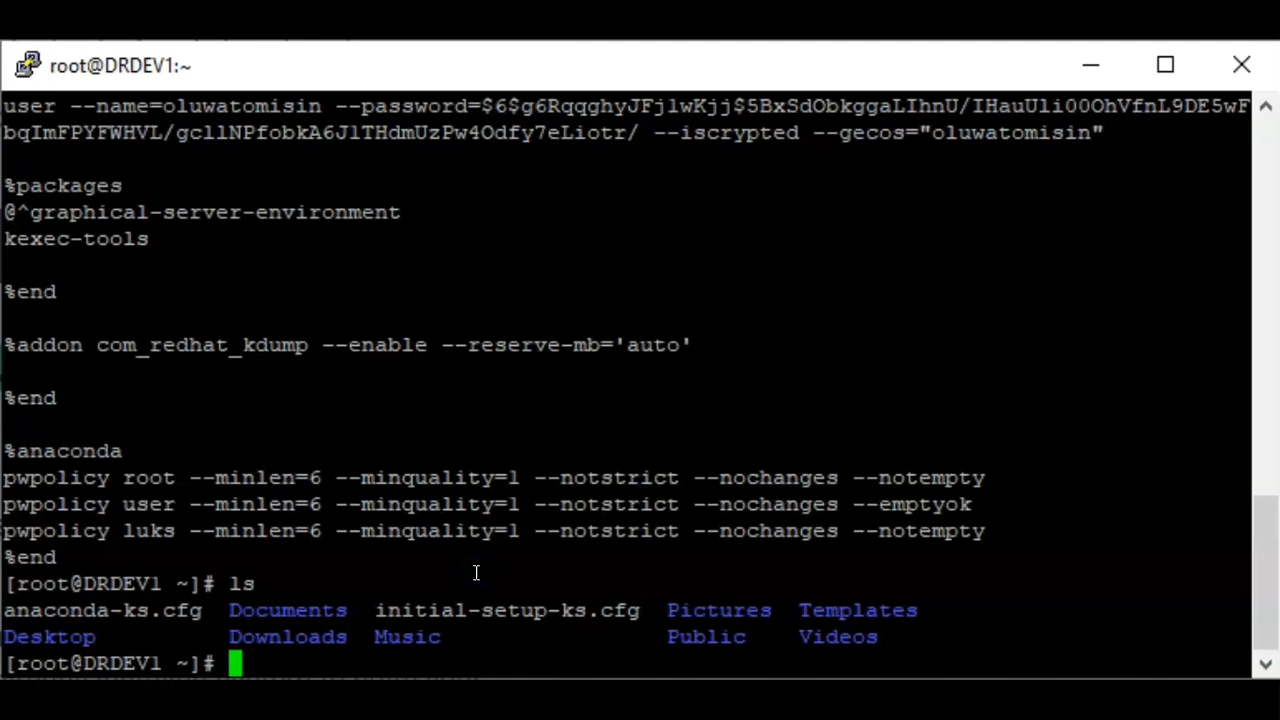 root@DRDEV1:~
user --name=oluwatomisin --password=$6$g6RqqghyJFj1wKjj$5BxSdObkggaLIhnU/IHauUli00OhVfnL9DE5wF
bqImFPYFWHVL/gcllNPfobkA6JlTHdmUzPw4Odfy7eLiotr/ --iscrypted --gecos="oluwatomisin"
%packages
@^graphical-server-environment
kexec-tools
%end
%addon com_redhat_kdump --enable --reserve-mb='auto'
%end
%anaconda
pwpolicy root --minlen=6 --minquality=1 --notstrict --nochanges --notempty
pwpolicy user --minlen=6 --minquality=1 --notstrict --nochanges --emptyok
pwpolicy luks --minlen=6 --minquality=1 --notstrict --nochanges --notempty
%end
[root@DRDEV1 ~]# ls
anaconda-ks.cfg Documents initial-setup-ks.cfg Pictures Templates
Desktop Downloads Music Public Videos
[root@DRDEV1 ~]#